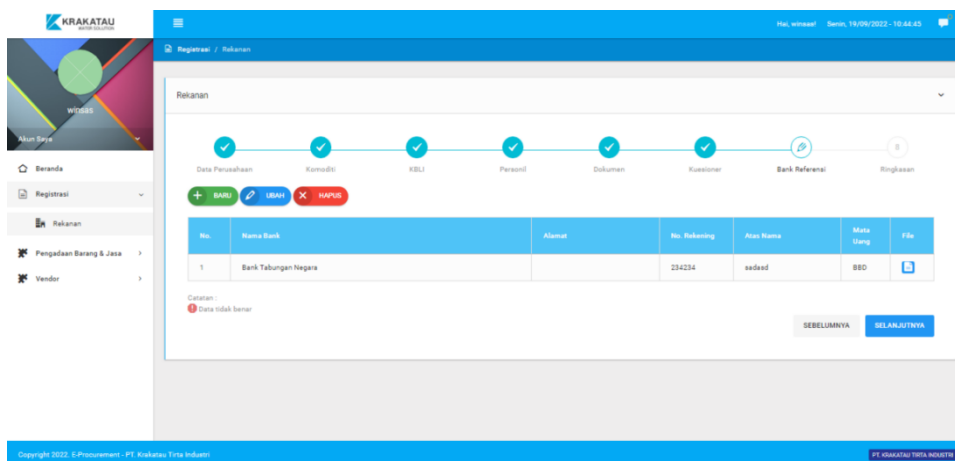 KRAKATAU
WATER SOLUTION
Hai, winsas! Senin, 19/09/2022 - 10:44:45
Registrasi / Rekanan
winsas
Akun Saya
Beranda
Registrasi
Rekanan
Pengadaan Barang & Jasa
Vendor
Rekanan
Data Perusahaan Komoditi KBLI Personil Dokumen Kuesioner Bank Referensi 8 Ringkasan
BARU UBAH HAPUS
No. Nama Bank Alamat No. Rekening Atas Nama Mata Uang File
1 Bank Tabungan Negara 234234 sadasd BBD
Catatan :
Data tidak benar
SEBELUMNYA SELANJUTNYA
Copyright 2022. E-Procurement - PT. Krakatau Tirta Industri
PT. KRAKATAU TIRTA INDUSTRI